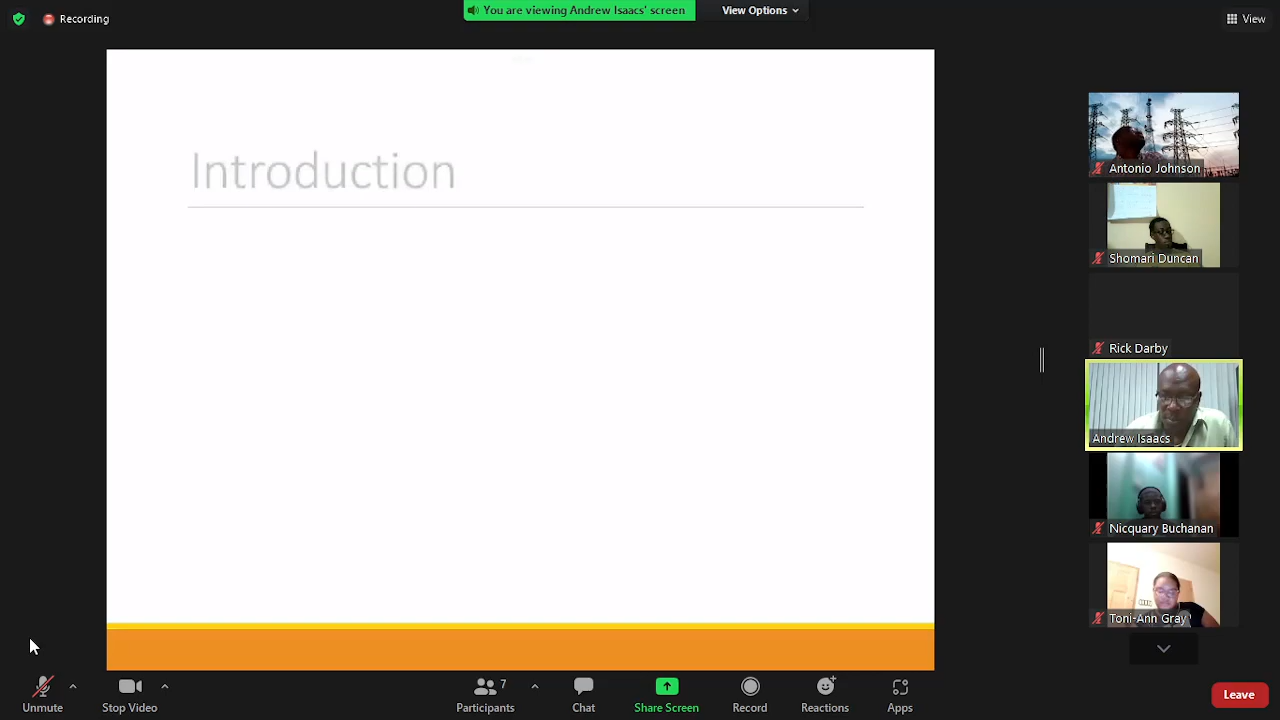 Recording
You are viewing Andrew Isaacs' screen
View Options
View
Introduction
Antonio Johnson
Shomari Duncan
Rick Darby
Andrew Isaacs
Nicquary Buchanan
Toni-Ann Gray
Unmute
Stop Video
7
Participants
Chat
Share Screen
Record
Reactions
Apps
Leave